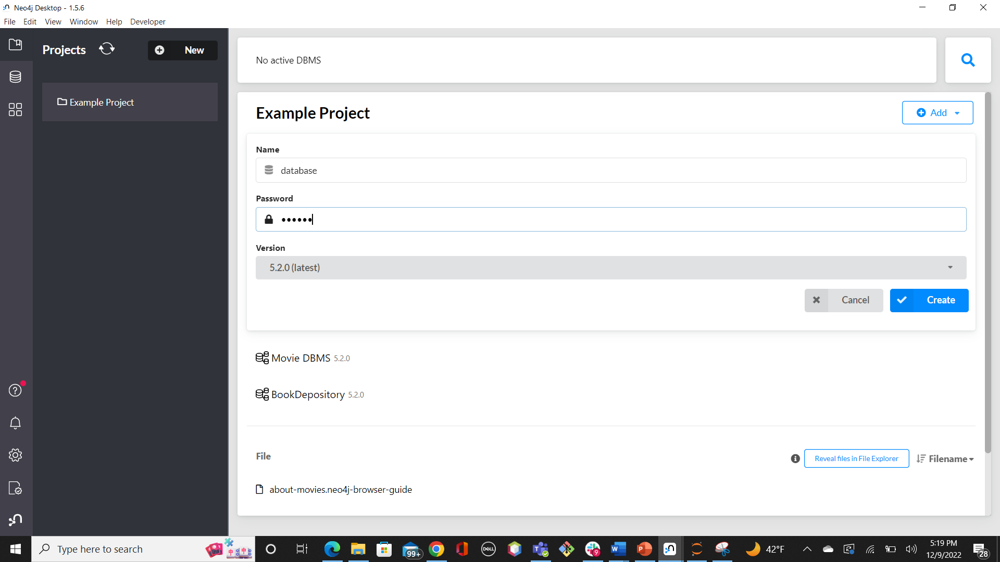 Neo4j Desktop - 1.5.6
File Edit View Window Help Developer
Projects
New
Example Project
No active DBMS
Example Project
Add
Name
database
Password
••••••
Version
5.2.0 (latest)
Cancel
Create
Movie DBMS 5.2.0
BookDepository 5.2.0
File
Reveal files in File Explorer
Filename
about-movies.neo4j-browser-guide
Type here to search
99+
DELL
9
42°F
5:19 PM
12/9/2022
28